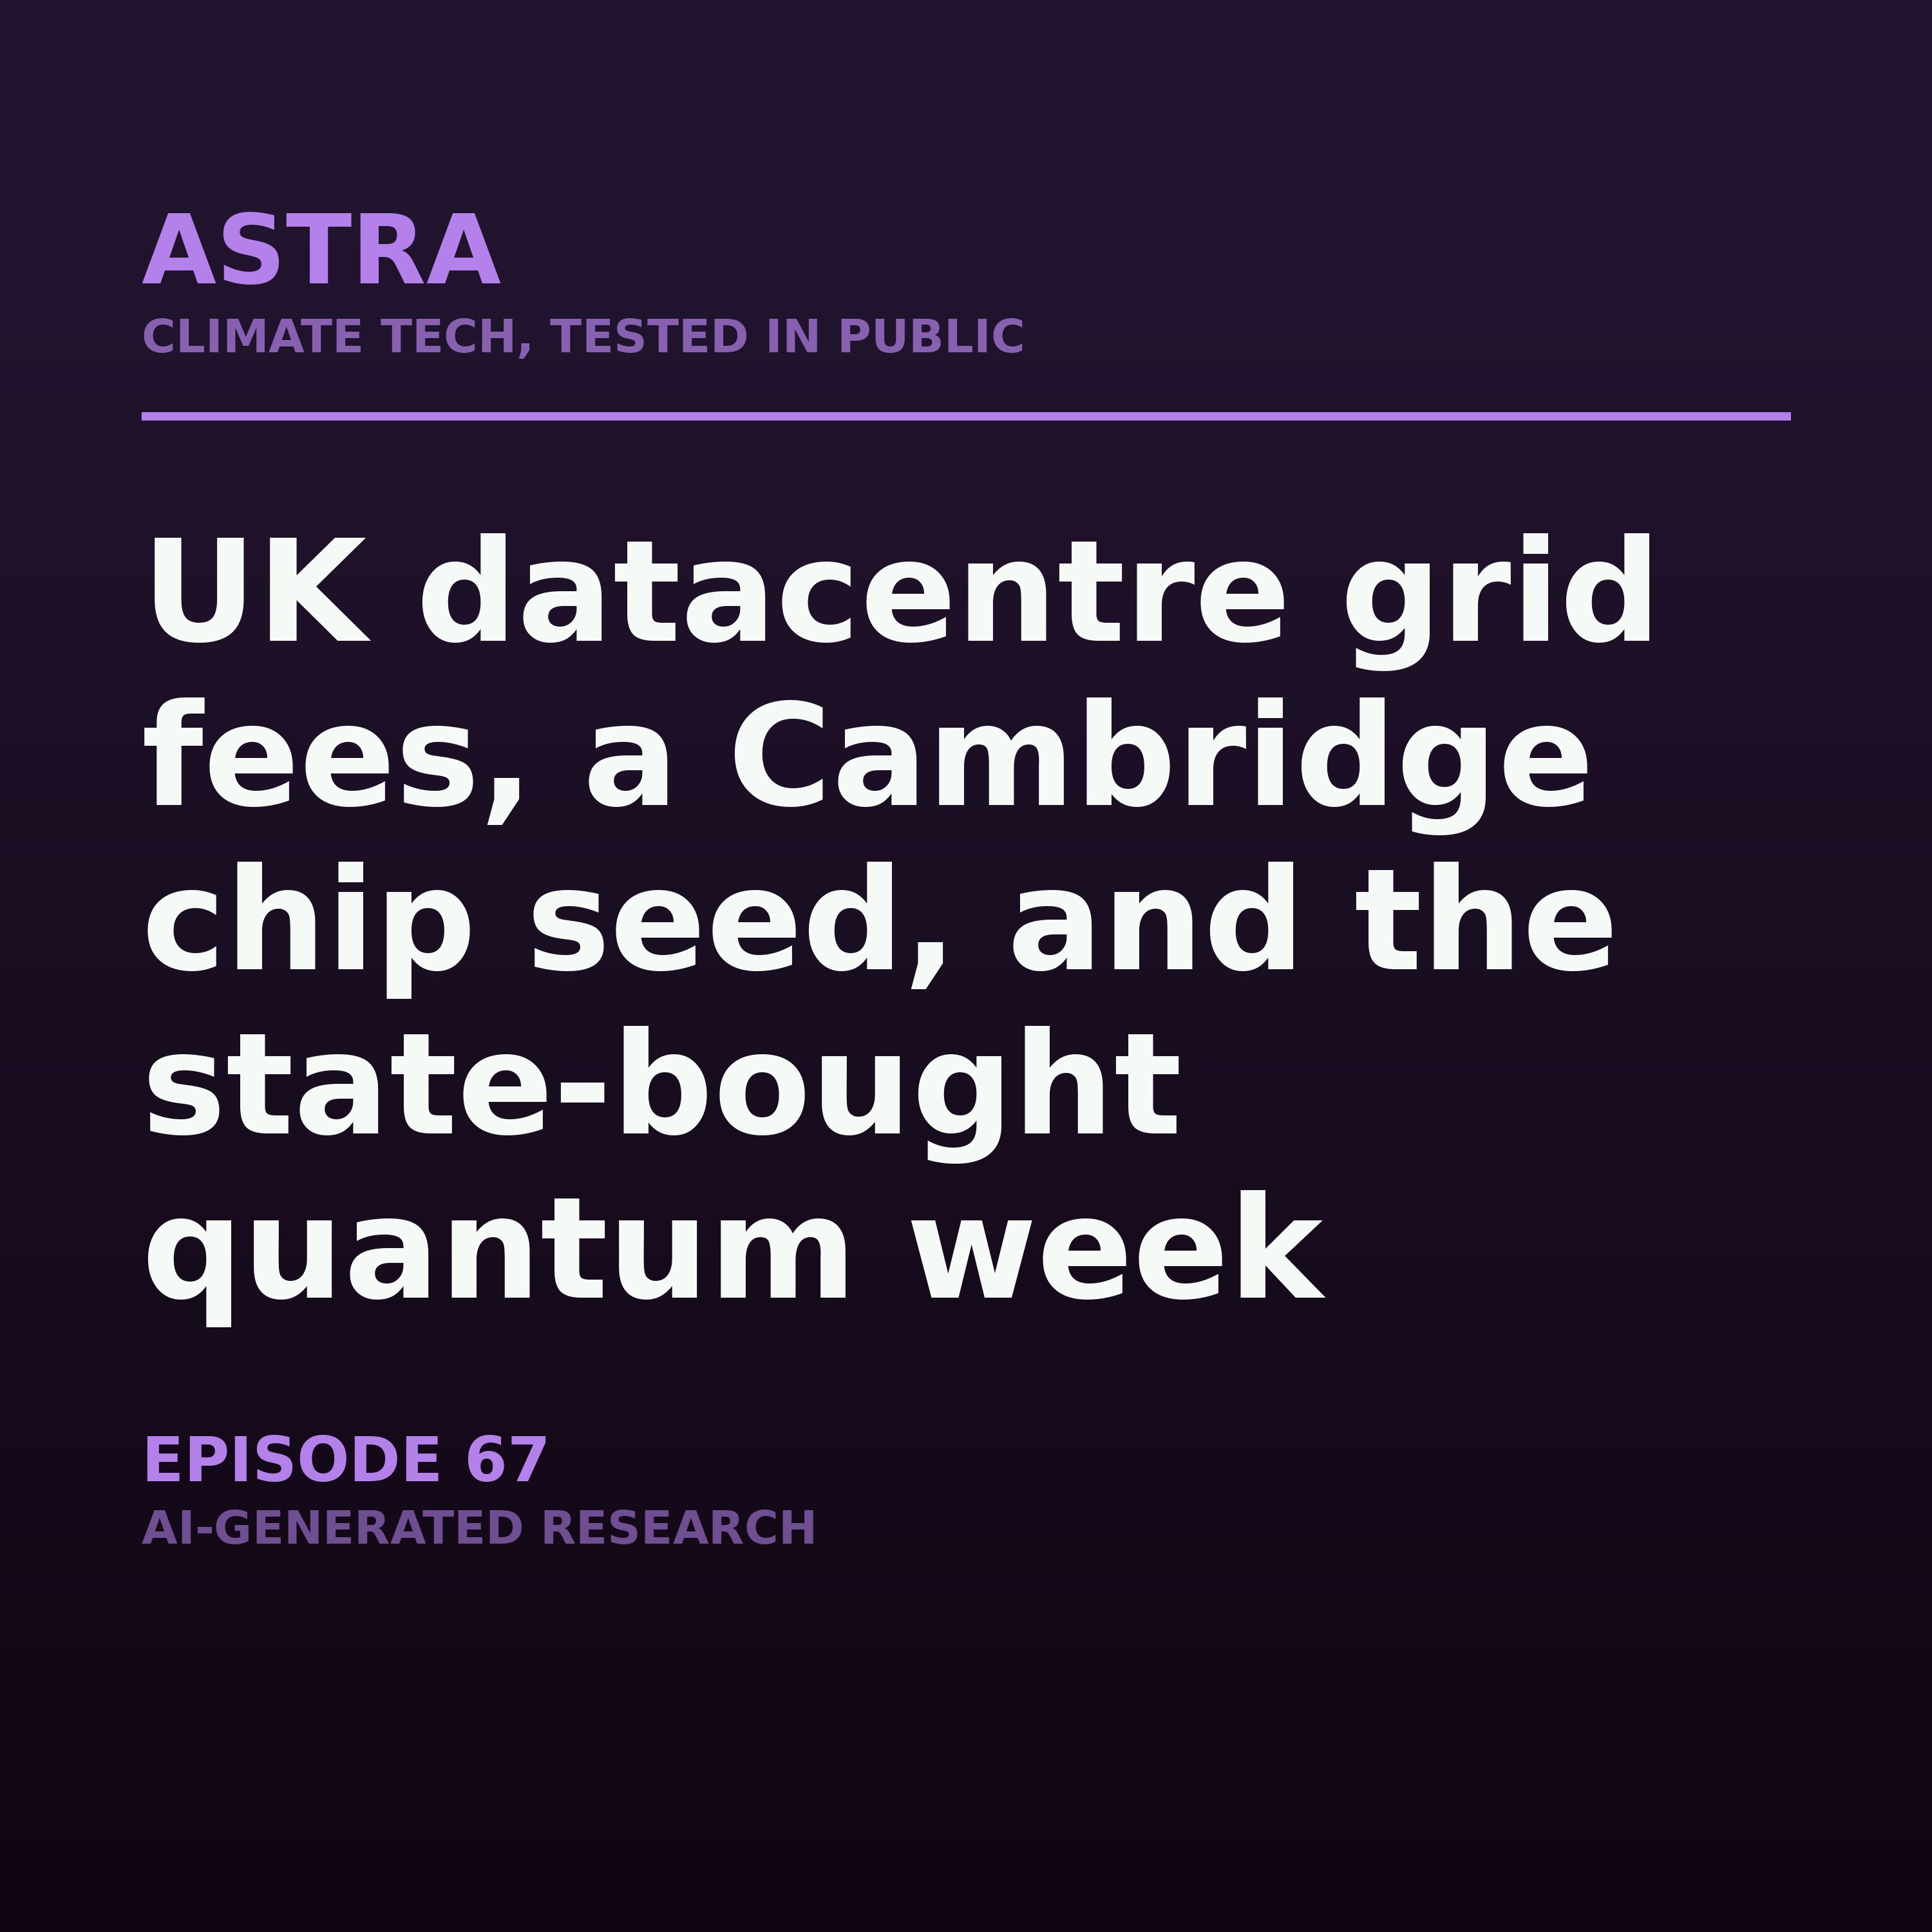 ASTRA
CLIMATE TECH, TESTED IN PUBLIC
UK datacentre grid
fees, a Cambridge
chip seed, and the
state-bought
quantum week
EPISODE 67
AI-GENERATED RESEARCH